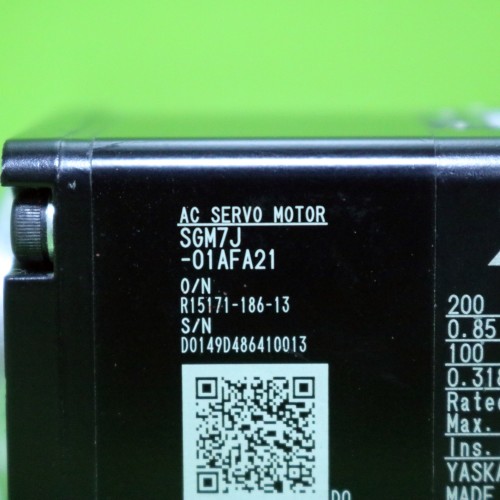 AC SERVO MOTOR
SGM7J
-01AFA21
O/N
R15171-186-13
S/N
D0149D486410013
200
0.85
100
0.318
Rated
Max.
Ins.
YASK
MADE